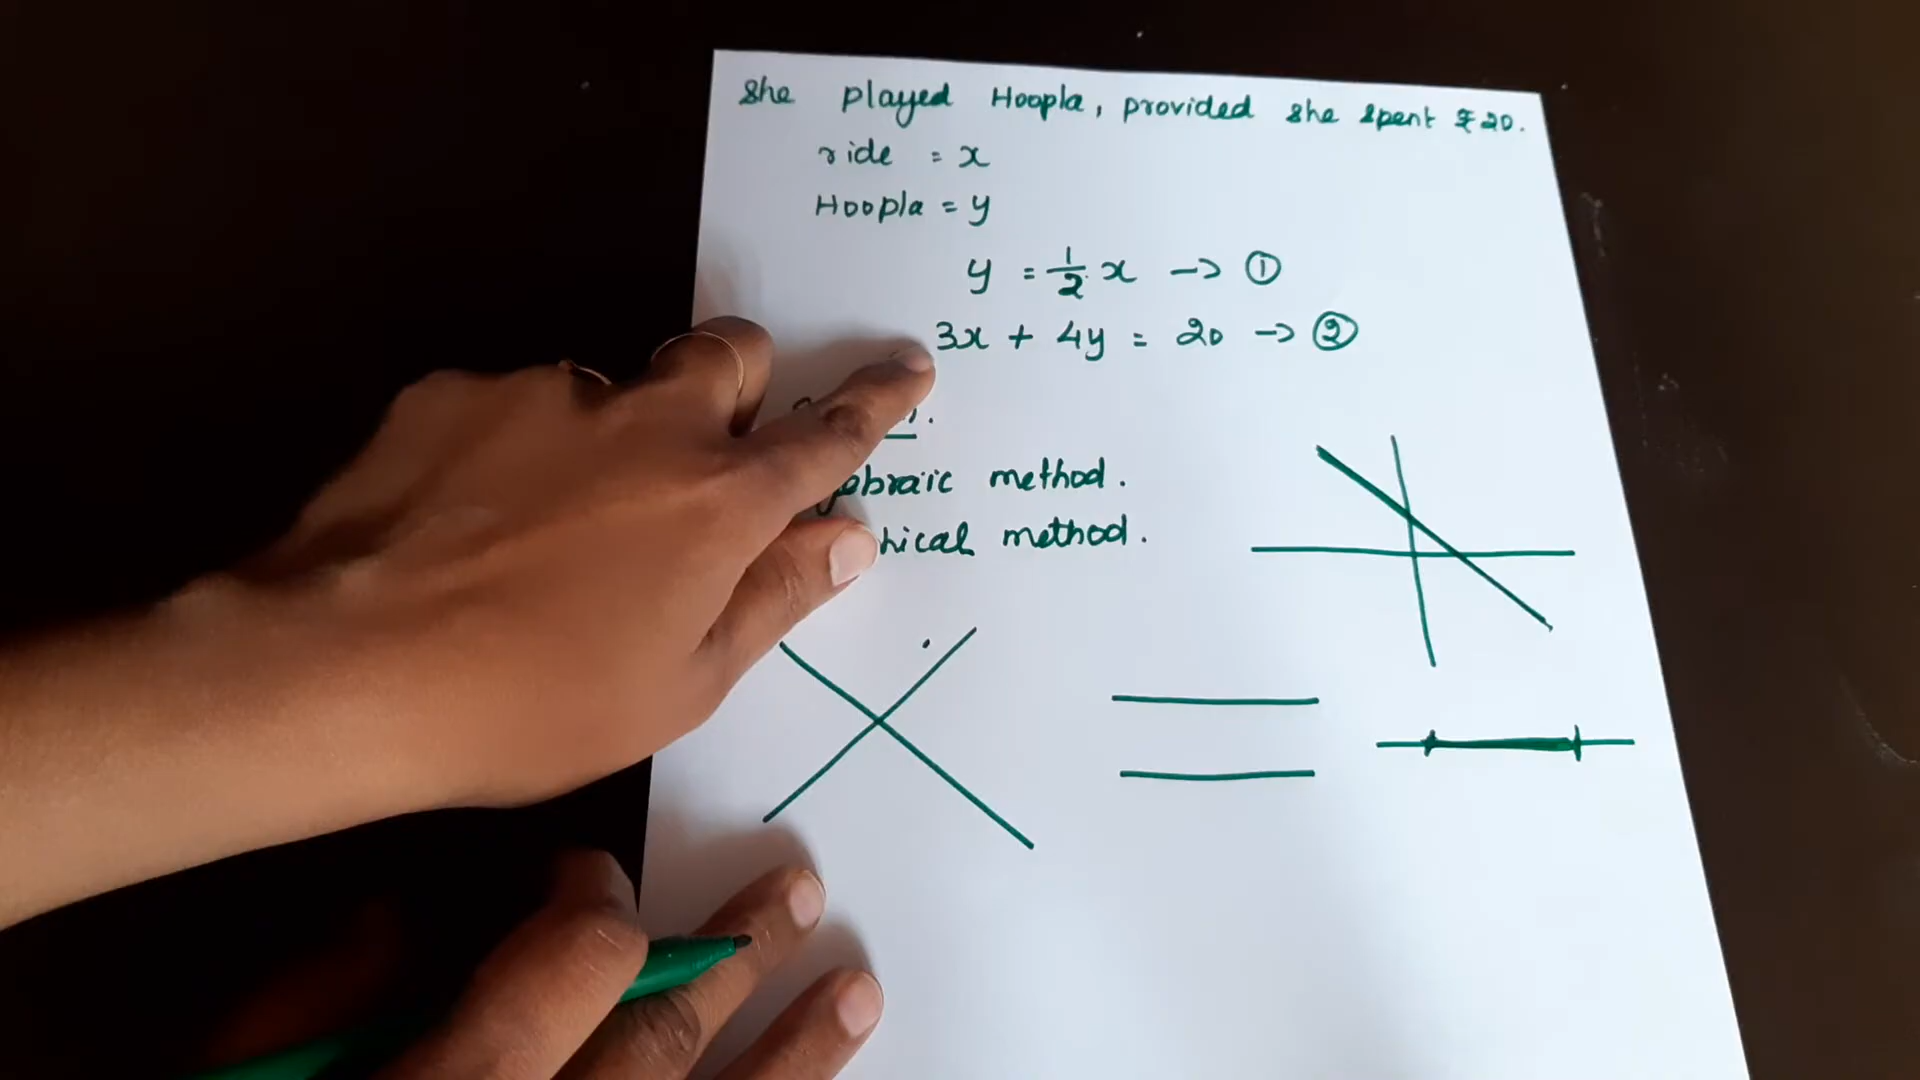 she played Hoopla, provided she spent ₹20.
ride = x
Hoopla = y
y = 1/2 x → ①
3x + 4y = 20 → ②
method.
method.